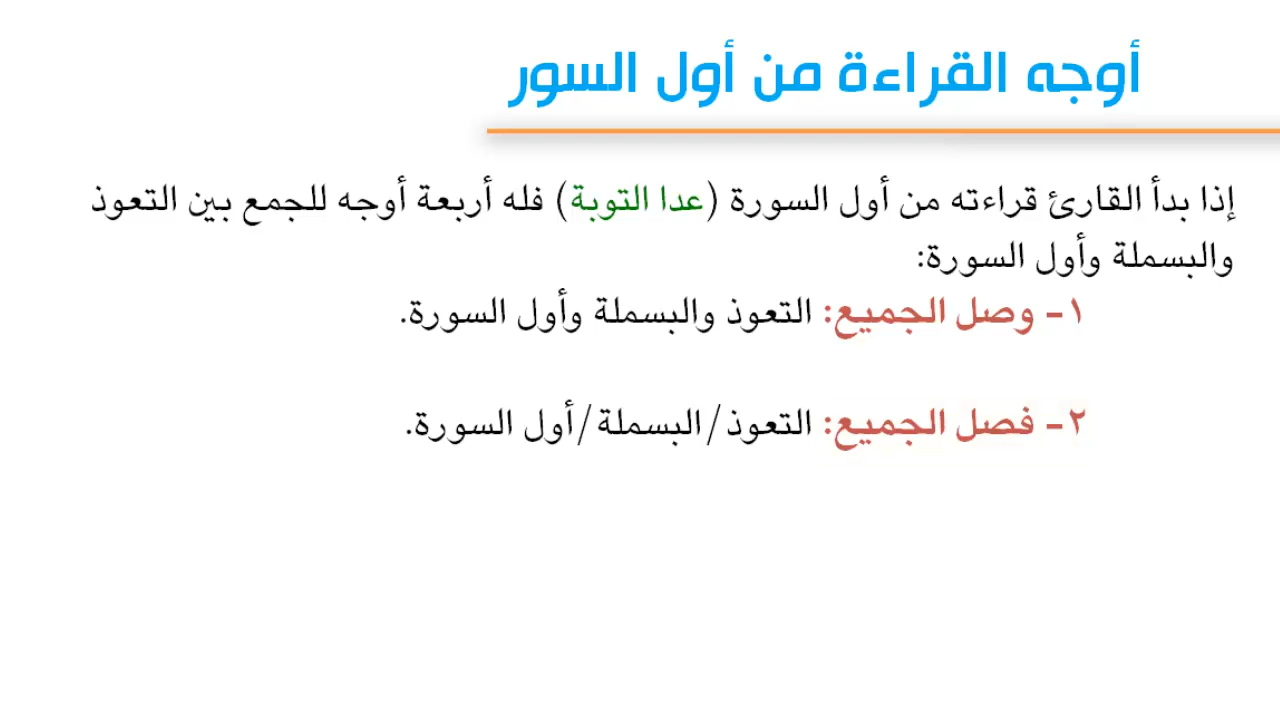 أوجه القراءة من أول السور
إذا بدأ القارئ قراءته من أول السورة (عدا التوبة) فله أربعة أوجه للجمع بين التعوذ
والبسملة وأول السورة:
١- وصل الجميع: التعوذ والبسملة وأول السورة.
٢- فصل الجميع: التعوذ/البسملة/أول السورة.